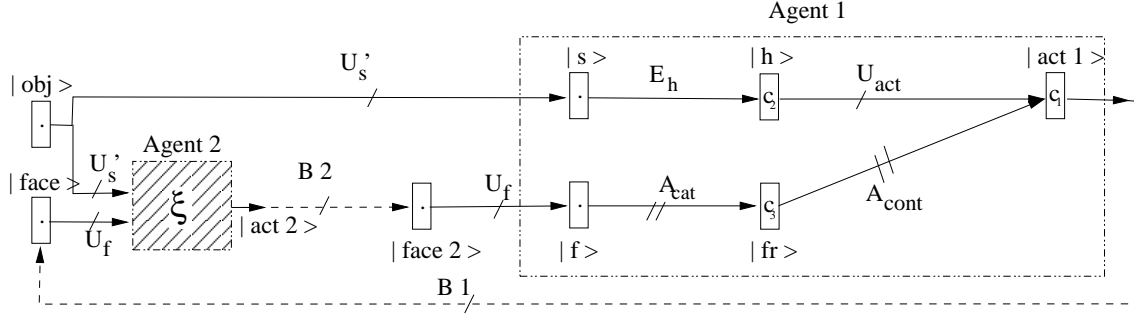 Agent 1
| obj >
U_s'
| s >
E_h
| h >
c_2
U_act
| act 1 >
c_1
Agent 2
U_s'
| face >
ξ
U_f
| act 2 >
B 2
| face 2 >
U_f
| f >
A_cat
c_3
| fr >
A_cont
B 1